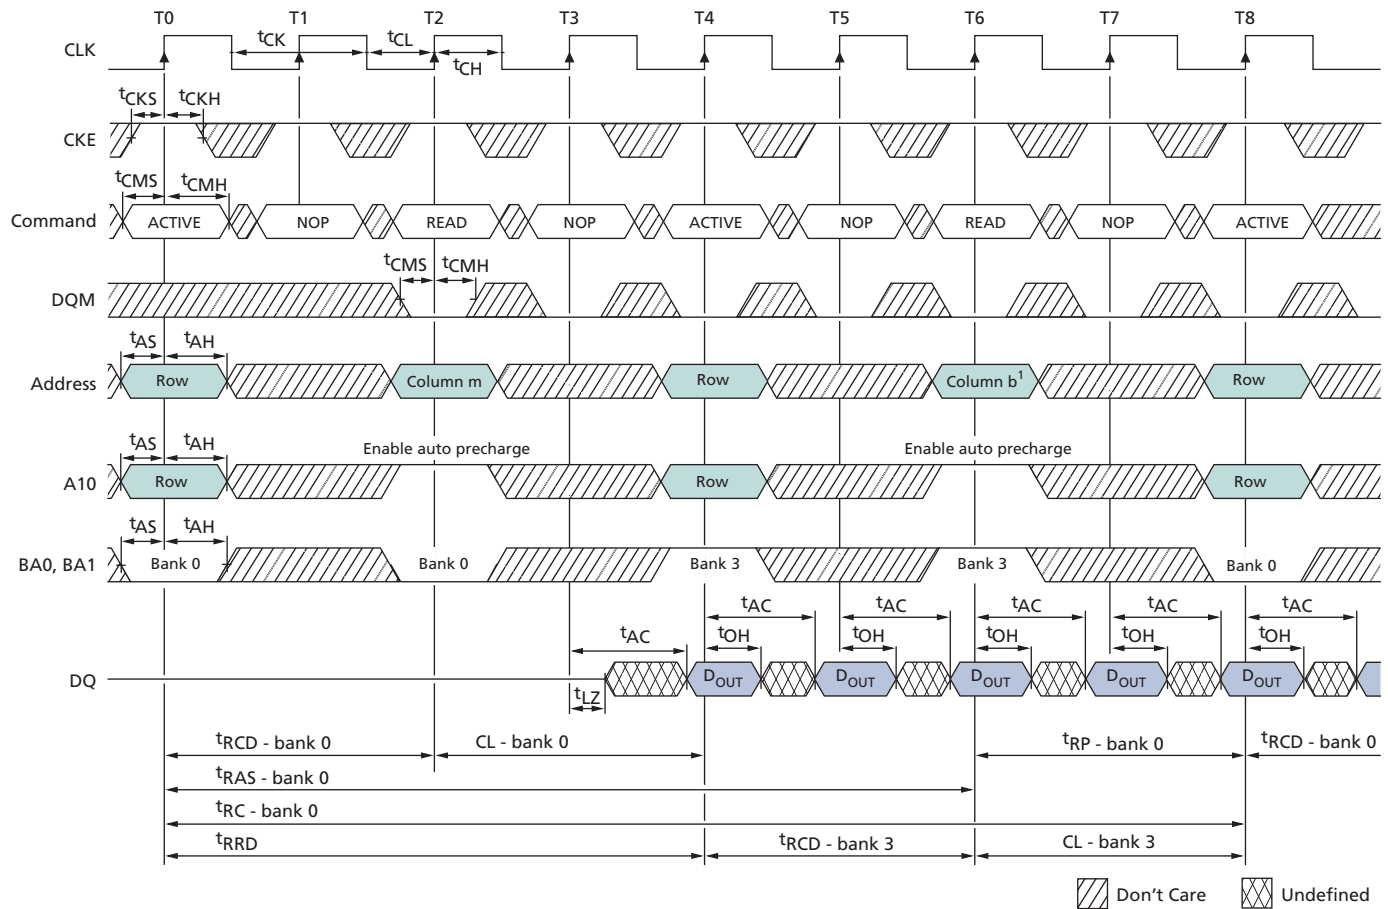 T0 T1 T2 T3 T4 T5 T6 T7 T8
CLK tCK tCL tCH
tCKS tCKH
CKE
tCMS tCMH
Command ACTIVE NOP READ NOP ACTIVE NOP READ NOP ACTIVE
tCMS tCMH
DQM
tAS tAH
Address Row Column m Row Column b1 Row
tAS tAH Enable auto precharge Enable auto precharge
A10 Row Row Row
tAS tAH
BA0, BA1 Bank 0 Bank 0 Bank 3 Bank 3 Bank 0
tAC tAC tAC tAC tAC
tAC tOH tOH tOH tOH tOH
DQ DOUT DOUT DOUT DOUT DOUT
tLZ
tRCD - bank 0 CL - bank 0 tRP - bank 0 tRCD - bank 0
tRAS - bank 0
tRC - bank 0
tRRD tRCD - bank 3 CL - bank 3
Don't Care Undefined